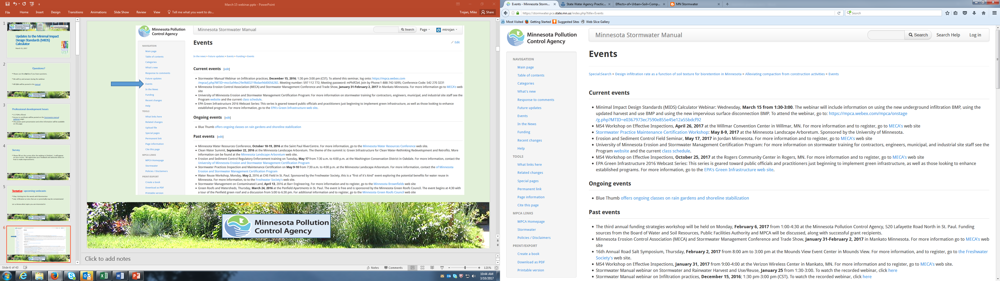 March 15 webinar.pptx - PowerPoint
File Home Insert Design Transitions Animations Slide Show Review View Tell me what you want to do...
Trojan, Mike Share
1
Minnesota Pollution
Control Agency
Updates to the Minimal Impact
Design Standards (MIDS)
Calculator
March 15, 2017
2
Questions?
• Please use the chat box if you have questions.
• We will try and answer during the webinar
• All Q&A will be posted in the manual
3
Professional development hours
• 1.5 PDHs offered
• Access to certificate will be posted on the Stormwater manual
webinars page.
• This power point presentation and other information will be available
on this page.
4
Survey
• Please fill out the survey after the webinar is finished. It will appear
on your screen. We appreciate your feedback and welcome ideas on
how to make improvements.
5
Tentative: upcoming webcasts
• May: Getting into the weeds with Bioretention
• July: Infiltration at sites that are or potentially may be contaminated
Let us know what topics you are interested in
6
Minnesota Pollution
Control Agency
Minnesota Stormwater Manual
Search
Page
mtrojan
NAVIGATION
Main page
Table of contents
Categories
What's new
Response to comments
Future updates
Events
In the News
Funding
Recent changes
Help
TOOLS
What links here
Related changes
Upload file
Special pages
Permanent link
Page information
Cite this page
MPCA LINKS
MPCA Homepage
Stormwater
Policies / Disclaimers
PRINT/EXPORT
Create a book
Download as PDF
Printable version
Events
Edit
In the news > Future updates > Events > Funding > Events
Current events [edit]
• Stormwater Manual Webinar on Infiltration practices, December 15, 2016; 1:30 pm-3:00 pm (CST). To attend this seminar, log onto: https://mpca.webex.com
/mpca/j.php?MTID=mcc5a94ec29e9b83219bdae9dd0056282. Meeting number: 597 112 772; Meeting password: mPhifCb4. Join by Phone:1-888-742-5095; Conference Code: 542 270 3231
• Minnesota Erosion Control Association (MECA) and Stormwater Management Conference and Trade Show, January 31-February 2, 2017 in Mankato Minnesota. For more information go to MECA's web
site
• University of Minnesota Erosion and Stormwater Management Certification Program: For more information on stormwater training for contractors, engineers, municipal, and industrial site staff see the
Program website and the current class schedule.
• EPA Green Infrastructure 2016 Webcast Series: This series is geared toward public officials and practitioners just beginning to implement green infrastructure, as well as those looking to enhance
established programs. For more information, go to the EPA's Green Infrastructure web site.
Ongoing events [edit]
• Blue Thumb offers ongoing classes on rain gardens and shoreline stabilization
Past events [edit]
• Minnesota Water Resources Conference, October 18-19, 2016 at the Saint Paul RiverCentre. For more information, go to the Minnesota Water Resources Conference web site.
• Clean Water Summit, September 22, 2016 at the Minnesota Landscape Arboretum. The theme of the summit is: Green Infrastructure for Clean Water-Rethinking Redevelopment and Retrofits. More
information can be found at the Minnesota Landscape Arboretum web site.
• Erosion and Sediment Control Regulatory Enforcement training on Tuesday, May 17 from 7:30 a.m. to 4:00 p.m. at the Washington Conservation District in Oakdale. For more information, contact the
University of Minnesota Erosion and Stormwater Management Certification Program
• Stormwater Practices Inspection and Maintenance Certification on May 9-10 from 7:30 a.m. to 4:00 p.m. at the Minnesota Landscape Arboretum. For more information, contact the of Minnesota
Erosion and Stormwater Management Certification Program
• Water Reuse Workshop, Monday, May 2, 2016 at CHS Field in St. Paul. Sponsored by the Freshwater Society, this is a "first of it's kind" event exploring the potential benefits for water reuse in
Minnesota. For more information, to to the Freshwater Society's web site.
• Stormwater Management on Contaminated Land, April 13, 2016 at Barr Engineering. For more information and to register, go to the Minnesota Brownfields web site
• Green Roofs and Watersheds, Thursday, March 24, 2016 at the Penfield Apartments in St. Paul. The event is free and is sponsored by the Minnesota Green Roofs Council. The event begins at 4:30 with
a tour of the Penfield green roof and a discussion from 5:00 to 6:30 pm. For additional information and to register, go to the Minnesota Green Roofs Council web site
Minnesota Pollution
Control Agency
Click to add notes
Slide 6 of 43
Notes Comments 121%
10:44 AM
3/10/2017
Events - Minnesota Storm... State Water Agency Practic... Effects+of+Urban+Soil+Comp... MN Stormwater
https://stormwater.pca.state.mn.us/index.php?title=Events
Search
Most Visited Getting Started Suggested Sites Web Slice Gallery
Minnesota Pollution
Control Agency
Minnesota Stormwater Manual
Search Search Help Log in
NAVIGATION
Main page
Table of contents
Categories
What's new
Response to comments
Future updates
Events
In the News
Funding
Recent changes
Help
TOOLS
What links here
Related changes
Special pages
Permanent link
Page information
Cite this page
MPCA LINKS
MPCA Homepage
Stormwater
Policies / Disclaimers
PRINT/EXPORT
Create a book
Download as PDF
Printable version
Events
Special:Search > Design infiltration rate as a function of soil texture for bioretention in Minnesota > Alleviating compaction from construction activities > Events
Current events
• Minimal Impact Design Standards (MIDS) Calculator Webinar: Wednesday, March 15 from 1:30-3:00. The webinar will include information on using the new underground infiltration BMP, using the
updated harvest and use BMP and using the new impervious surface disconnection BMP. To attend the webinar, go to: https://mpca.webex.com/mpca/onstage
/g.php?MTID=e0367973ec7590e855e45e12a55bdcf92
• MS4 Workshop on Effective Inspections, April 26, 2017 at the Willmar Convention Center in Willmar, MN. For more information and to register, go to MECA's web site
• Stormwater Practice Maintenance Certification Workshop: May 8-9, 2017 at the Minnesota Landscape Arboretum. Sponsored by the University of Minnesota.
• Erosion and Sediment Control Field Seminar, May 17, 2017 in Jordan Minnesota. For more information and to register, go to MECA's web site
• University of Minnesota Erosion and Stormwater Management Certification Program: For more information on stormwater training for contractors, engineers, municipal, and industrial site staff see the
Program website and the current class schedule.
• MS4 Workshop on Effective Inspections, October 25, 2017 at the Rogers Community Center in Rogers, MN. For more information and to register, go to MECA's web site
• EPA Green Infrastructure 2016 Webcast Series: This series is geared toward public officials and practitioners just beginning to implement green infrastructure, as well as those looking to enhance
established programs. For more information, go to the EPA's Green Infrastructure web site.
Ongoing events
• Blue Thumb offers ongoing classes on rain gardens and shoreline stabilization
Past events
• The third annual funding strategies workshop will be held on Monday, February 6, 2017 from 1:00-4:30 at the Minnesota Pollution Control Agency, 520 Lafayette Road North in St. Paul. Funding
sources from the Board of Water and Soil Resources, Public Facilities Authority and MPCA will be discussed, along with successful grant recipients.
• Minnesota Erosion Control Association (MECA) and Stormwater Management Conference and Trade Show, January 31-February 2, 2017 in Mankato Minnesota. For more information go to MECA's web
site
• 16th Annual Road Salt Symposium, Thursday, February 2, 2017 from 8:00 am to 3:00 pm at the Mounds View Event Center in Mounds View. For more information, and to register, go to the Freshwater
Society's web site.
• MS4 Workshop on Effective Inspections, January 31, 2017 from 9:00-4:00 at the Verizon Wireless Center in Mankato, MN. For more information and to register, go to MECA's web site.
• Stormwater Manual webinar on Stormwater and Rainwater Harvest and Use/Reuse, January 25 from 1:30-3:00. To watch the recorded webinar, click here
• Stormwater Manual webinar on Infiltration practices, December 15, 2016; 1:30 pm-3:00 pm (CST). To watch the recorded webinar, click here